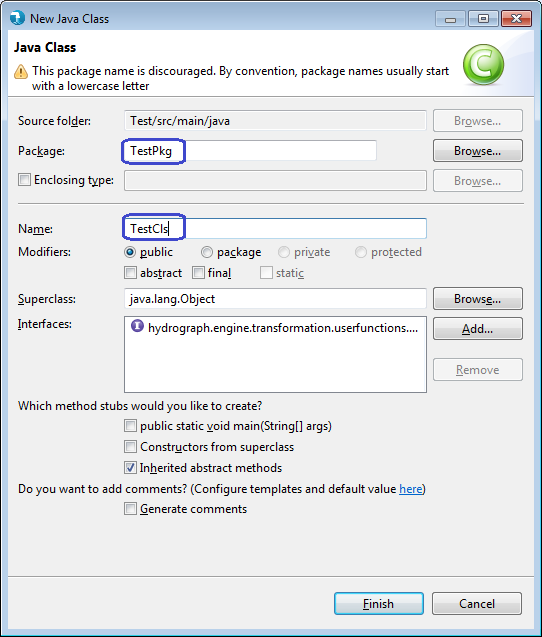 New Java Class
Java Class
This package name is discouraged. By convention, package names usually start
with a lowercase letter
Source folder: Test/src/main/java Browse...
Package: TestPkg Browse...
Enclosing type: Browse...
Name: TestCls
Modifiers: public package private protected
abstract final static
Superclass: java.lang.Object Browse...
Interfaces: hydrograph.engine.transformation.userfunctions.... Add...
Remove
Which method stubs would you like to create?
public static void main(String[] args)
Constructors from superclass
Inherited abstract methods
Do you want to add comments? (Configure templates and default value here)
Generate comments
Finish Cancel